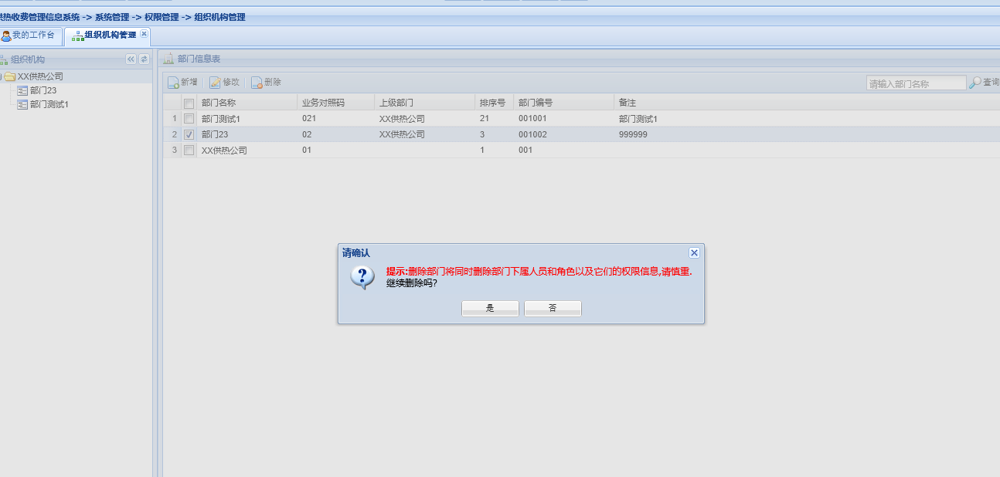 供热收费管理信息系统 -> 系统管理 -> 权限管理 -> 组织机构管理
我的工作台 组织机构管理
组织机构
XX供热公司
部门23
部门测试1
部门信息表
新增 修改 删除 请输入部门名称 查询
部门名称 业务对照码 上级部门 排序号 部门编号 备注
1 部门测试1 021 XX供热公司 21 001001 部门测试1
2 部门23 02 XX供热公司 3 001002 999999
3 XX供热公司 01 1 001
请确认
提示:删除部门将同时删除部门下属人员和角色以及它们的权限信息,请慎重.
继续删除吗?
是 否